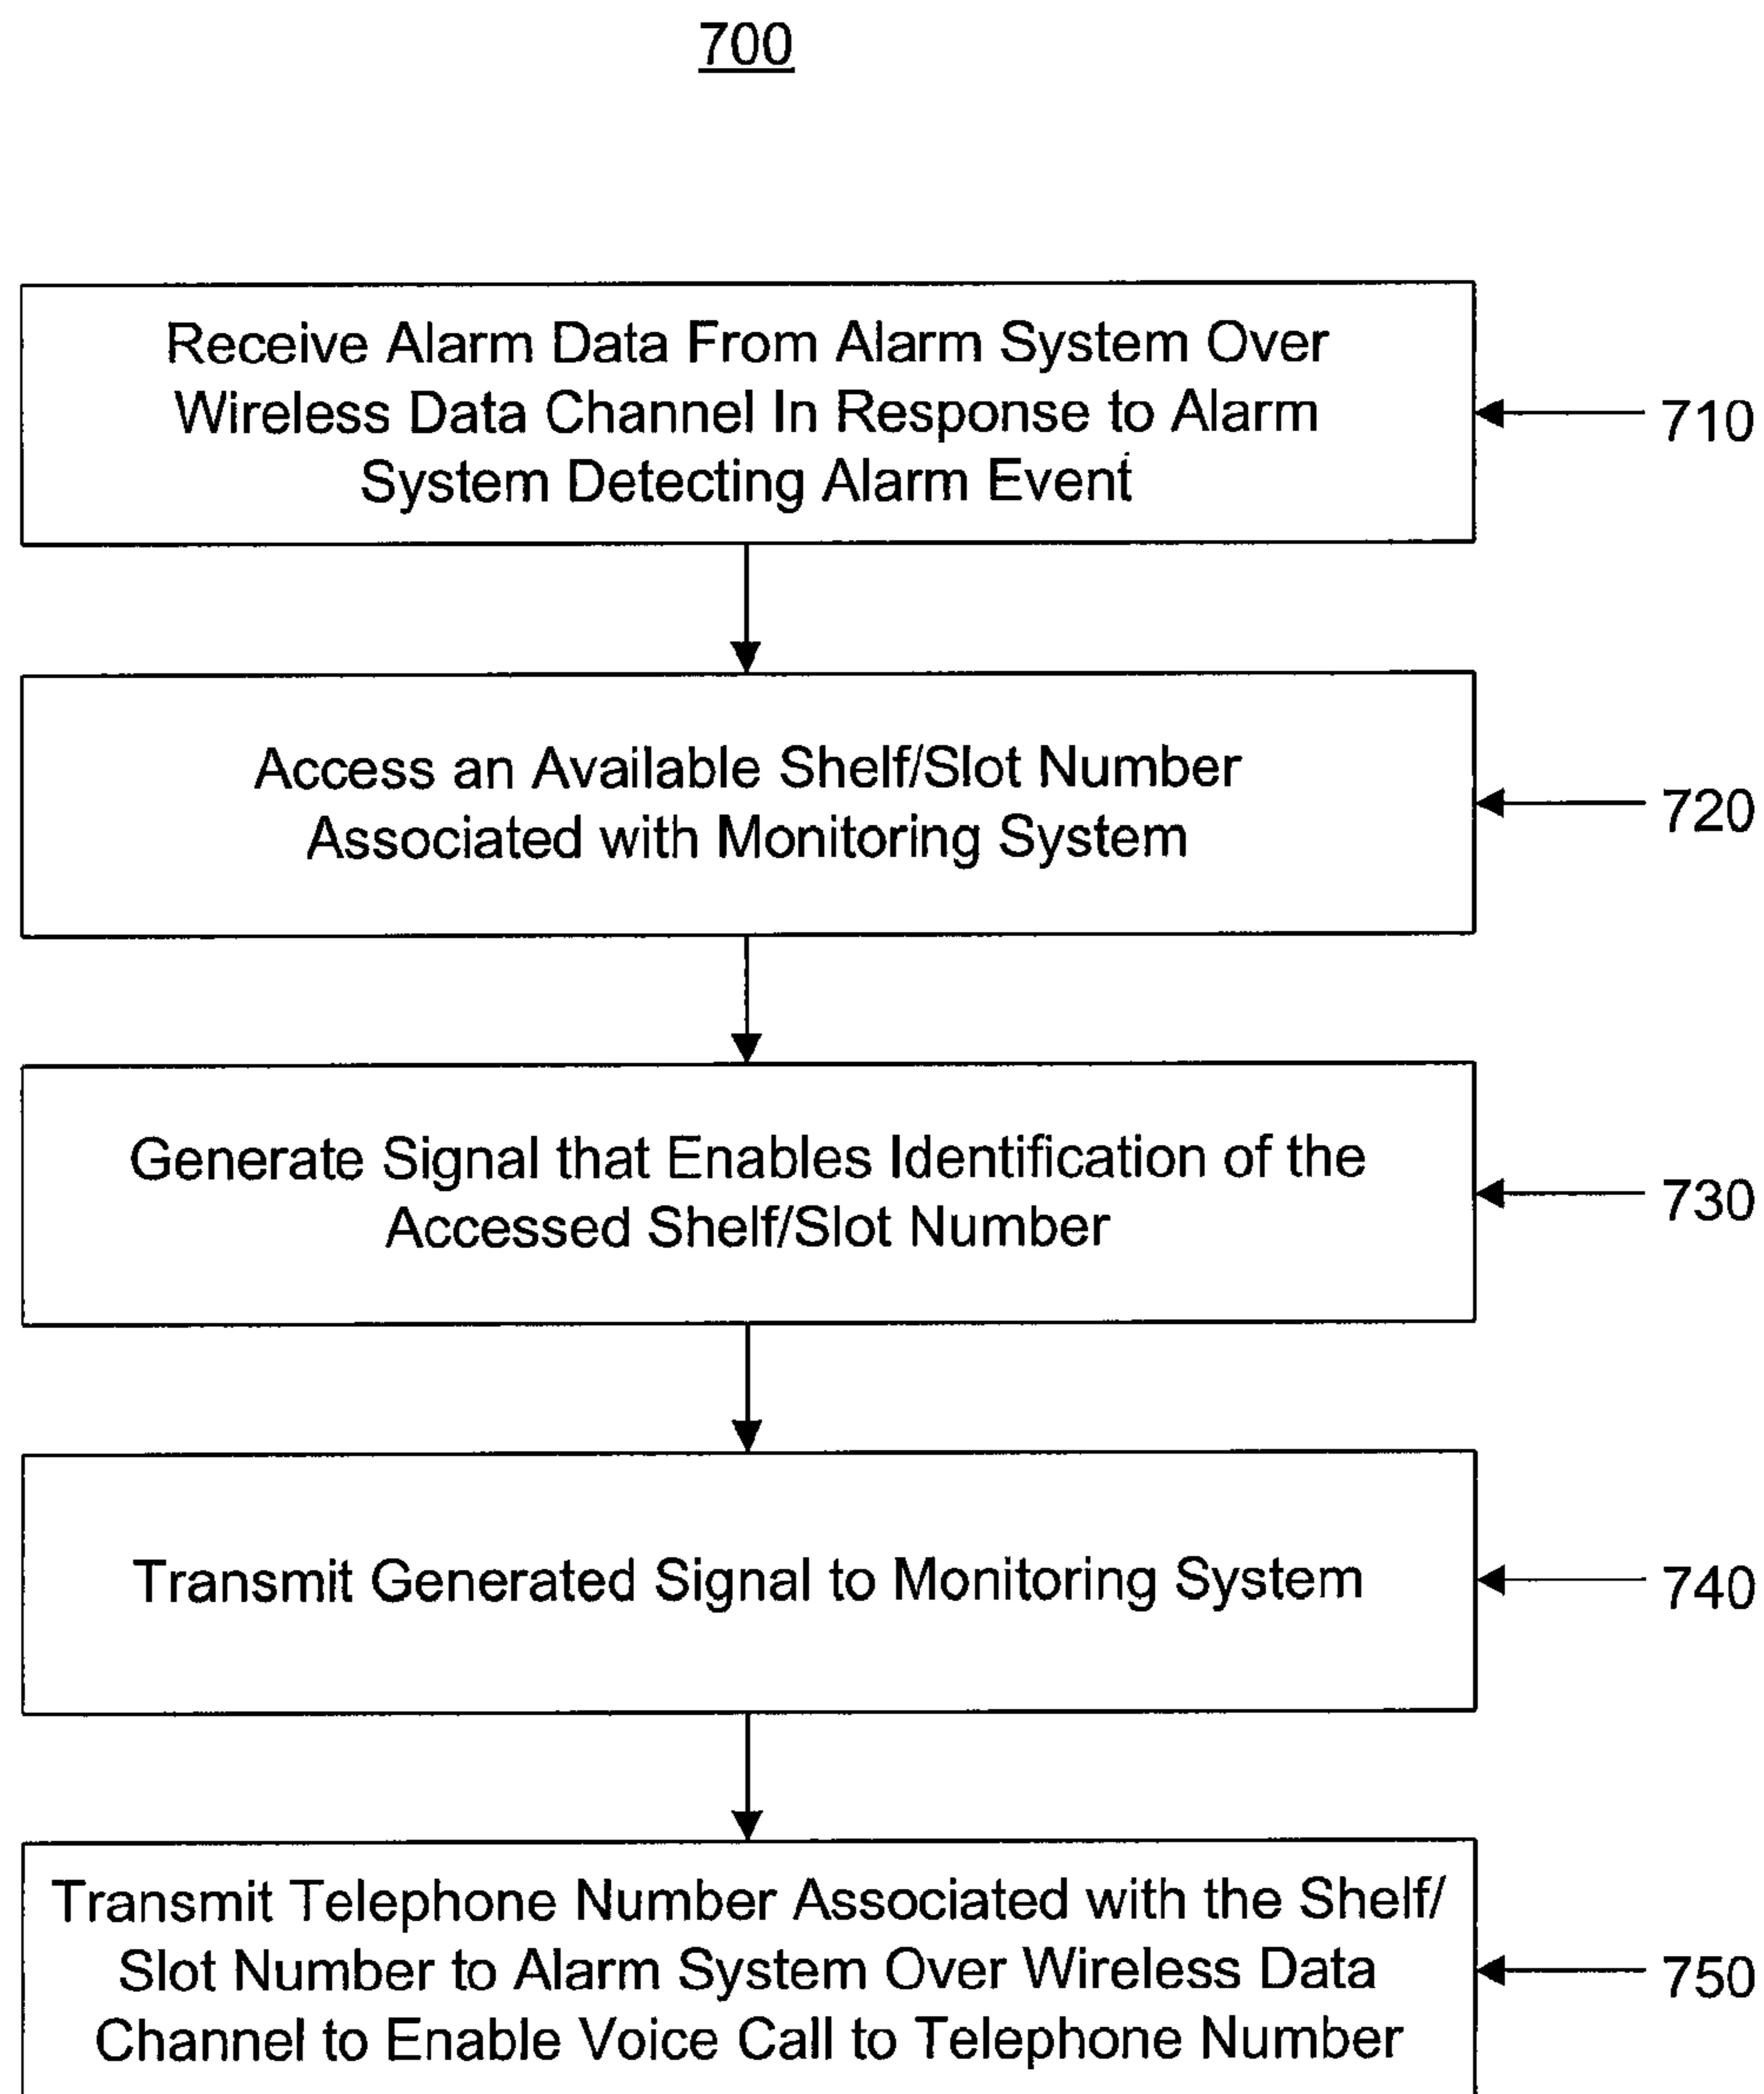 700
Receive Alarm Data From Alarm System Over
Wireless Data Channel In Response to Alarm
System Detecting Alarm Event
710
Access an Available Shelf/Slot Number
Associated with Monitoring System
720
Generate Signal that Enables Identification of the
Accessed Shelf/Slot Number
730
Transmit Generated Signal to Monitoring System
740
Transmit Telephone Number Associated with the Shelf/
Slot Number to Alarm System Over Wireless Data
Channel to Enable Voice Call to Telephone Number
750